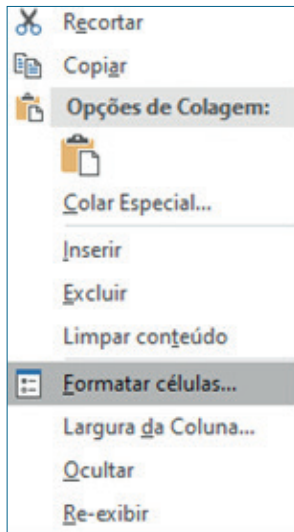 Recortar
Copiar
Opções de Colagem:
Colar Especial...
Inserir
Excluir
Limpar conteúdo
Formatar células...
Largura da Coluna...
Ocultar
Re-exibir